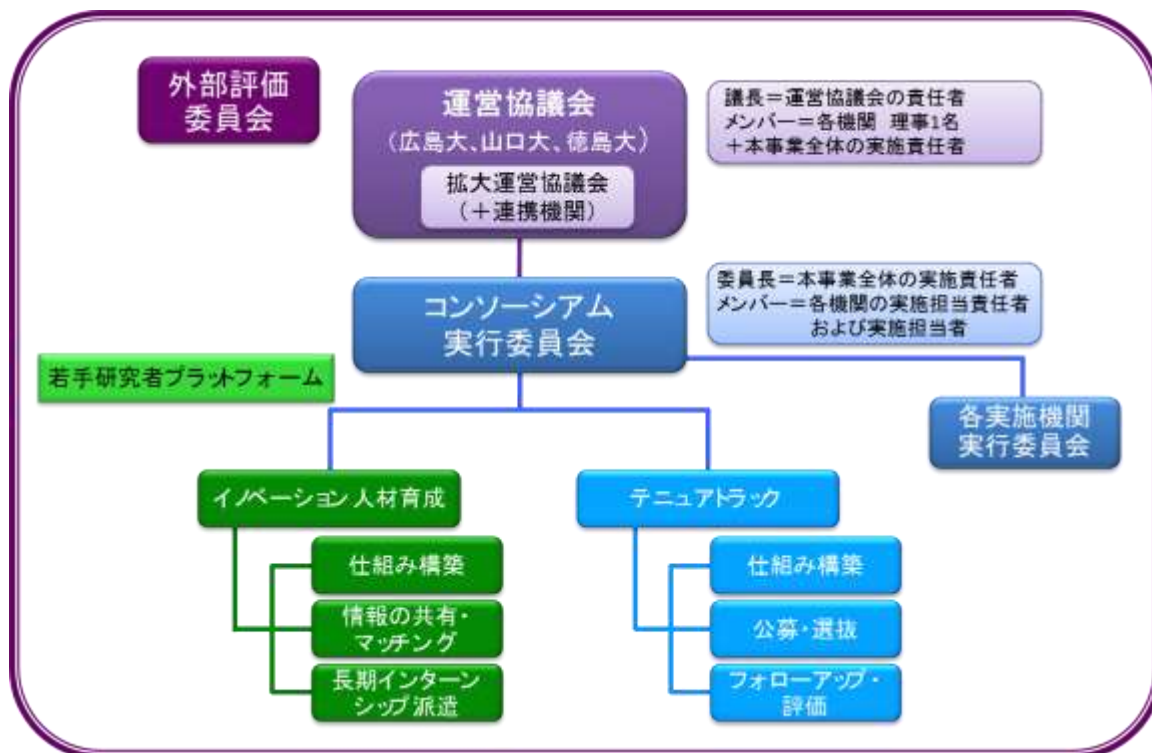 外部評価
委員会
運営協議会
(広島大、山口大、徳島大)
拡大運営協議会
(+連携機関)
議長=運営協議会の責任者
メンバー=各機関 理事1名
+本事業全体の実施責任者
コンソーシアム
実行委員会
委員長=本事業全体の実施責任者
メンバー=各機関の実施担当責任者
および実施担当者
若手研究者プラットフォーム
各実施機関
実行委員会
イノベーション人材育成
仕組み構築
情報の共有・
マッチング
長期インターン
シップ派遣
テニュアトラック
仕組み構築
公募・選抜
フォローアップ・
評価